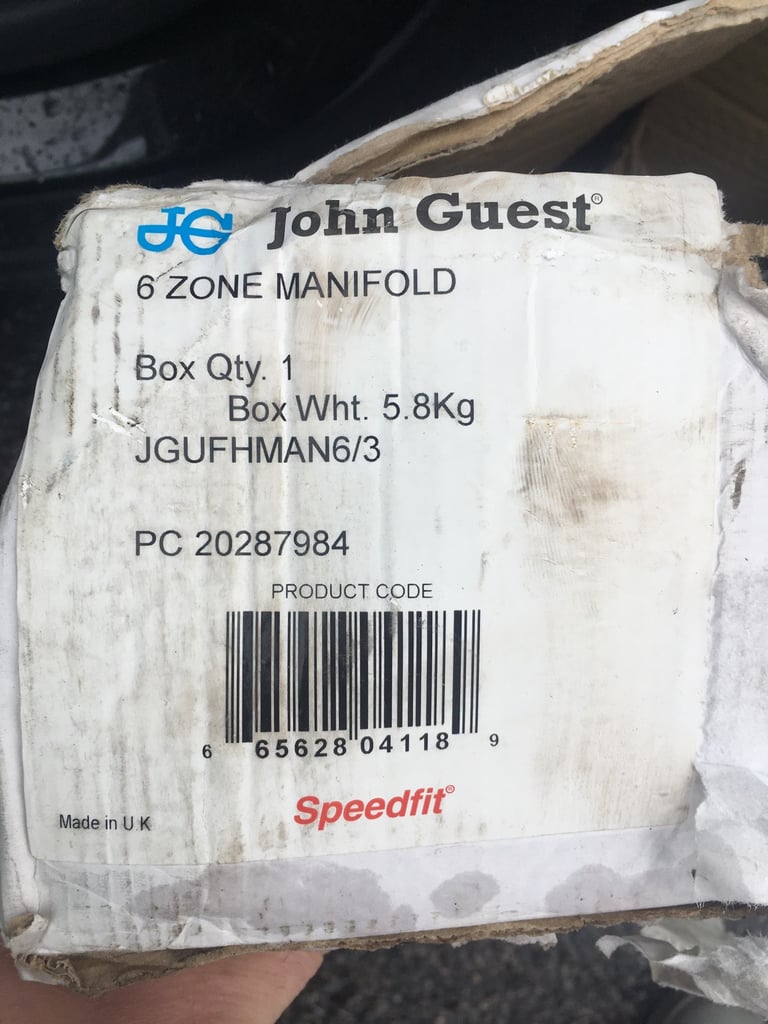 JG John Guest®
6 ZONE MANIFOLD
Box Qty. 1
Box Wht. 5.8Kg
JGUFHMAN6/3
PC 20287984
PRODUCT CODE
6 65628 04118 9
Speedfit®
Made in U K